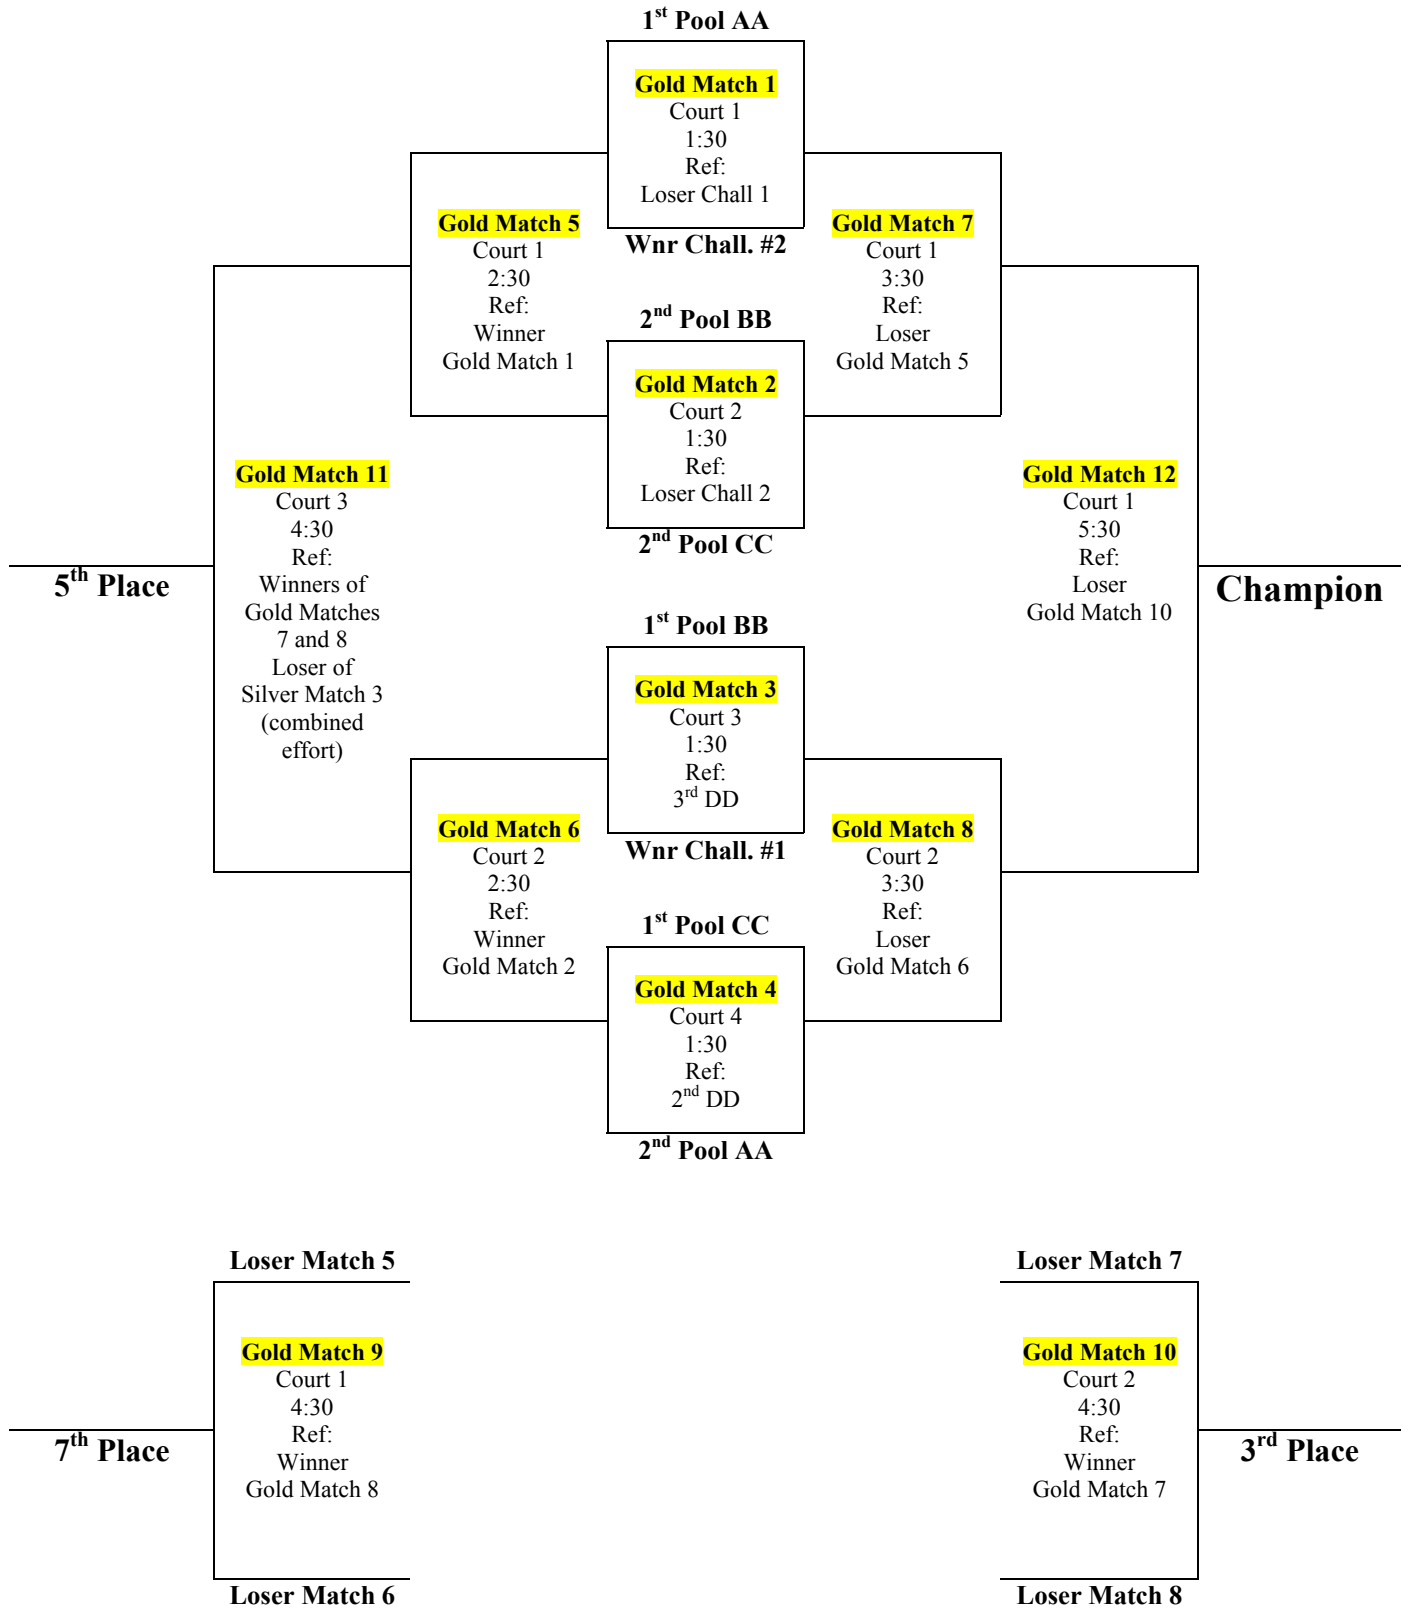 1st Pool AA
Gold Match 1
Court 1
1:30
Ref:
Loser Chall 1
Wnr Chall. #2
Gold Match 5
Court 1
2:30
Ref:
Winner
Gold Match 1
Gold Match 7
Court 1
3:30
Ref:
Loser
Gold Match 5
2nd Pool BB
Gold Match 2
Court 2
1:30
Ref:
Loser Chall 2
2nd Pool CC
Gold Match 11
Court 3
4:30
Ref:
Winners of
Gold Matches
7 and 8
Loser of
Silver Match 3
(combined
effort)
5th Place
Gold Match 12
Court 1
5:30
Ref:
Loser
Gold Match 10
Champion
1st Pool BB
Gold Match 3
Court 3
1:30
Ref:
3rd DD
Wnr Chall. #1
Gold Match 6
Court 2
2:30
Ref:
Winner
Gold Match 2
Gold Match 8
Court 2
3:30
Ref:
Loser
Gold Match 6
1st Pool CC
Gold Match 4
Court 4
1:30
Ref:
2nd DD
2nd Pool AA
Loser Match 5
Gold Match 9
Court 1
4:30
Ref:
Winner
Gold Match 8
7th Place
Loser Match 6
Loser Match 7
Gold Match 10
Court 2
4:30
Ref:
Winner
Gold Match 7
3rd Place
Loser Match 8